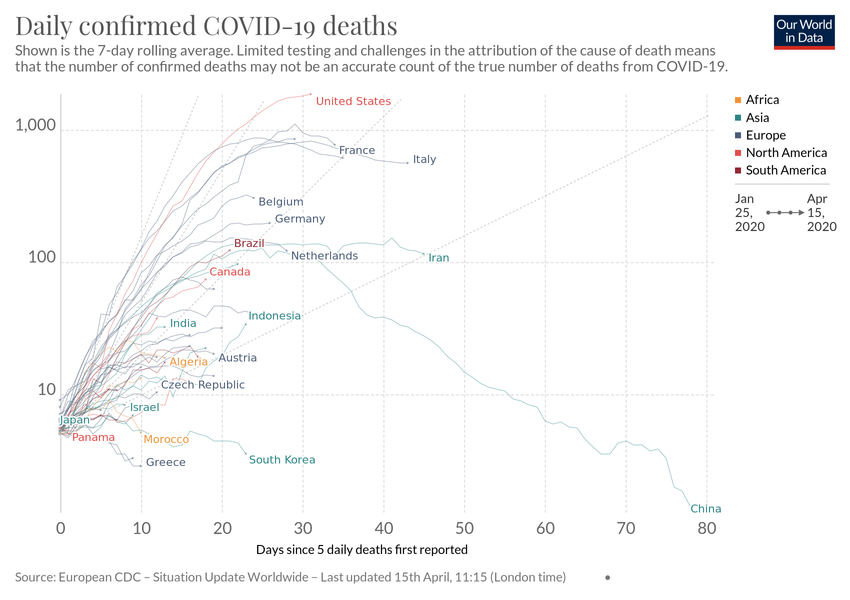 Daily confirmed COVID-19 deaths
Our World
in Data
Shown is the 7-day rolling average. Limited testing and challenges in the attribution of the cause of death means
that the number of confirmed deaths may not be an accurate count of the true number of deaths from COVID-19.
Africa
Asia
Europe
North America
South America
Jan
25,
2020
Apr
15,
2020
1,000
100
10
United States
France
Italy
Belgium
Germany
Brazil
Netherlands
Iran
Canada
Indonesia
India
Austria
Algeria
Czech Republic
Israel
Japan
Panama
Morocco
Greece
South Korea
China
0 10 20 30 40 50 60 70 80
Days since 5 daily deaths first reported
Source: European CDC – Situation Update Worldwide – Last updated 15th April, 11:15 (London time)